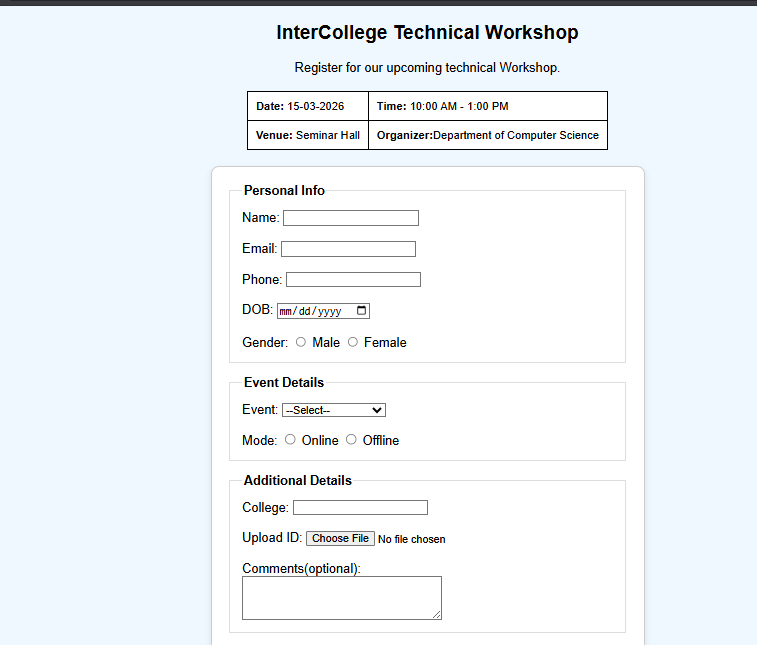 InterCollege Technical Workshop
Register for our upcoming technical Workshop.
Date: 15-03-2026 Time: 10:00 AM - 1:00 PM
Venue: Seminar Hall Organizer:Department of Computer Science
Personal Info
Name:
Email:
Phone:
DOB: mm/dd/yyyy
Gender: Male Female
Event Details
Event: --Select--
Mode: Online Offline
Additional Details
College:
Upload ID: Choose File No file chosen
Comments(optional):